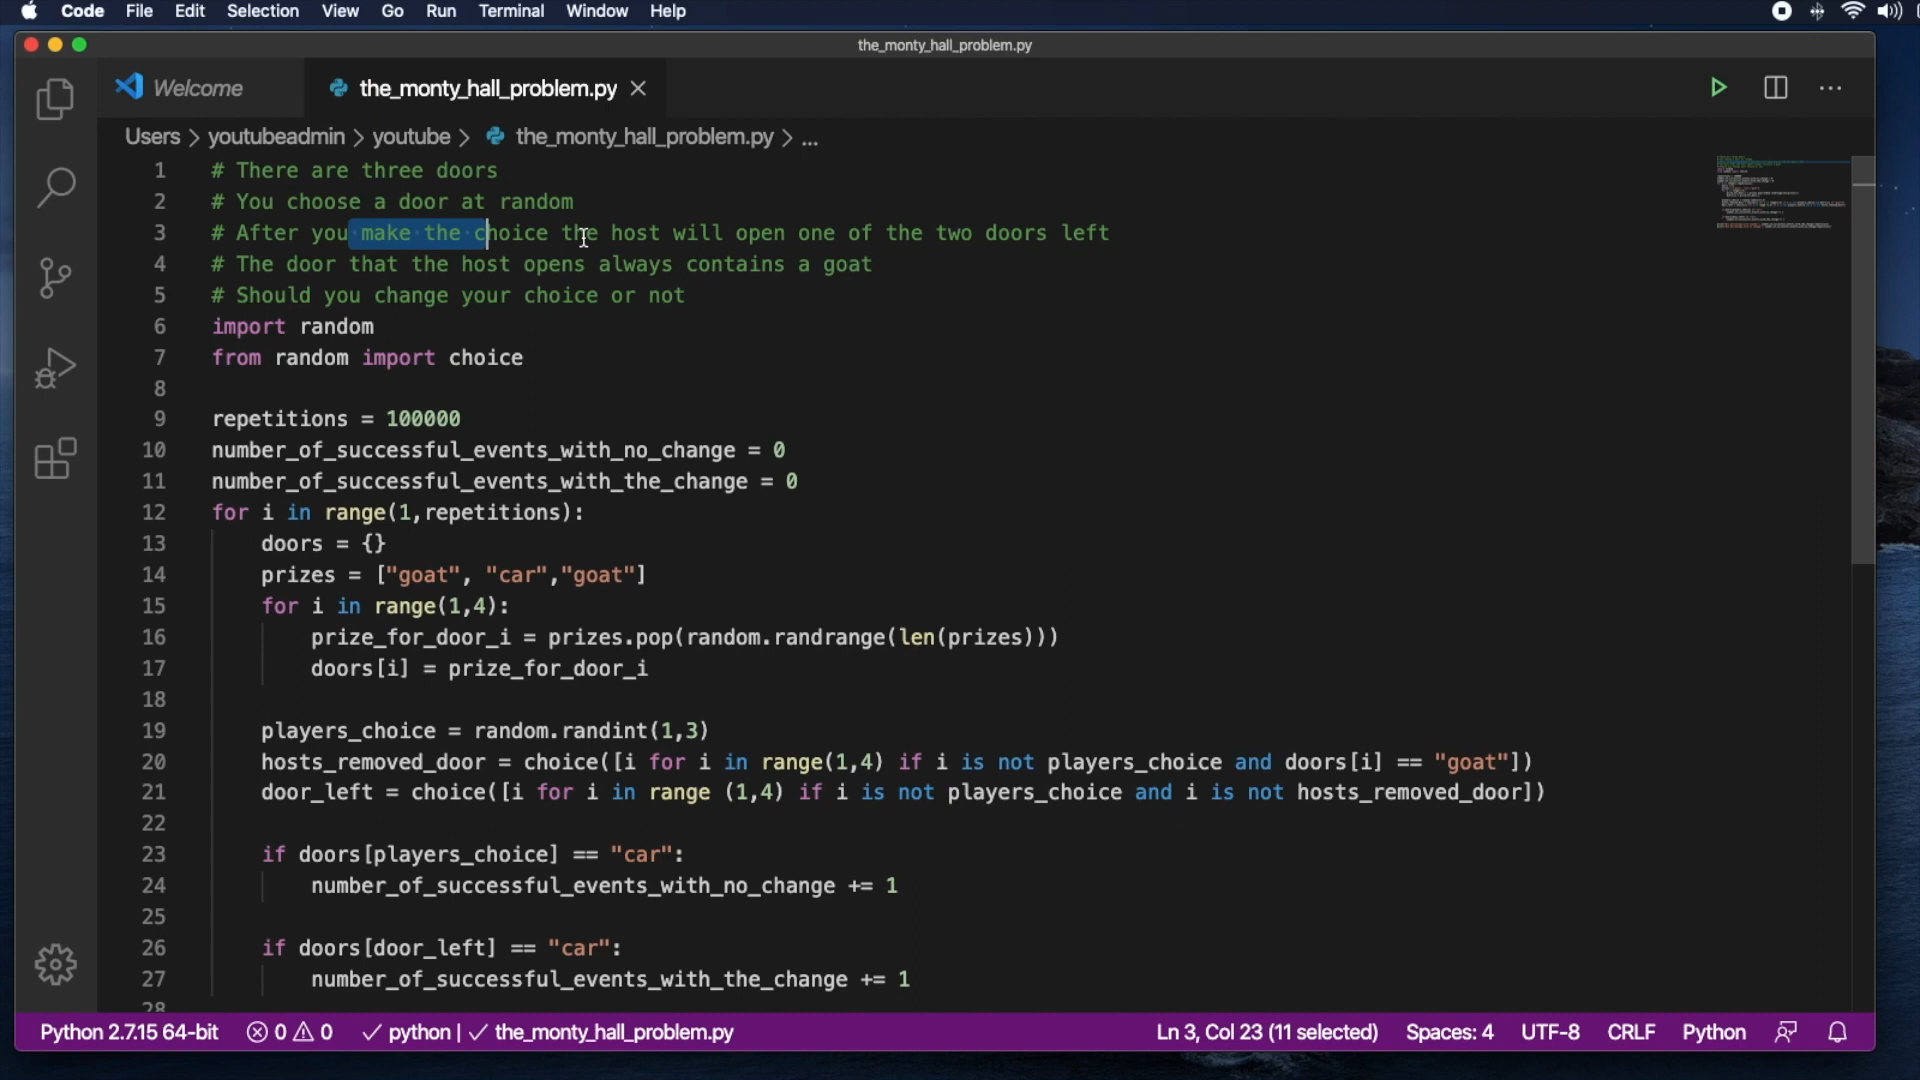 Code File Edit Selection View Go Run Terminal Window Help
the_monty_hall_problem.py
Welcome the_monty_hall_problem.py
Users > youtubeadmin > youtube > the_monty_hall_problem.py > ...
1 # There are three doors
2 # You choose a door at random
3 # After you make the choice the host will open one of the two doors left
4 # The door that the host opens always contains a goat
5 # Should you change your choice or not
6 import random
7 from random import choice
8
9 repetitions = 100000
10 number_of_successful_events_with_no_change = 0
11 number_of_successful_events_with_the_change = 0
12 for i in range(1,repetitions):
13 doors = {}
14 prizes = ["goat", "car","goat"]
15 for i in range(1,4):
16 prize_for_door_i = prizes.pop(random.randrange(len(prizes)))
17 doors[i] = prize_for_door_i
18
19 players_choice = random.randint(1,3)
20 hosts_removed_door = choice([i for i in range(1,4) if i is not players_choice and doors[i] == "goat"])
21 door_left = choice([i for i in range (1,4) if i is not players_choice and i is not hosts_removed_door])
22
23 if doors[players_choice] == "car":
24 number_of_successful_events_with_no_change += 1
25
26 if doors[door_left] == "car":
27 number_of_successful_events_with_the_change += 1
28
Python 2.7.15 64-bit 0 0 python | the_monty_hall_problem.py Ln 3, Col 23 (11 selected) Spaces: 4 UTF-8 CRLF Python